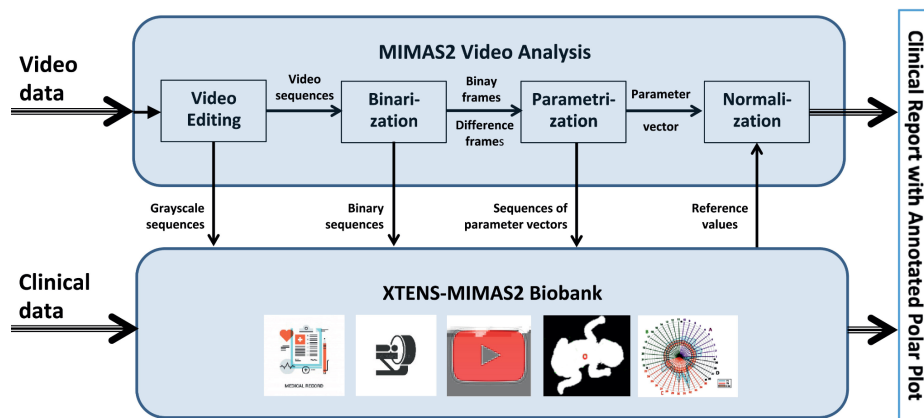 MIMAS2 Video Analysis
Video
data
Video
Editing
Video
sequences
Binari-
zation
Binay
frames
Difference
frames
Parametri-
zation
Parameter
vector
Normali-
zation
Grayscale
sequences
Binary
sequences
Sequences of
parameter vectors
Reference
values
Clinical
data
XTENS-MIMAS2 Biobank
MEDICAL RECORD
Clinical Report with Annotated Polar Plot